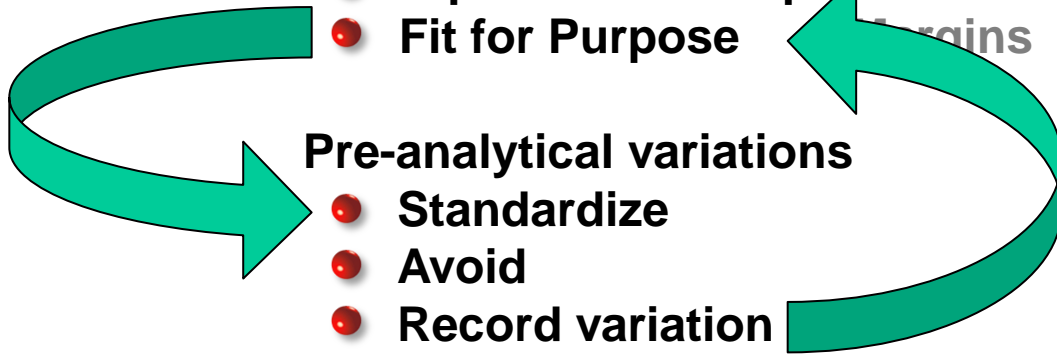 Fit for Purpose
Pre-analytical variations
Standardize
Avoid
Record variation